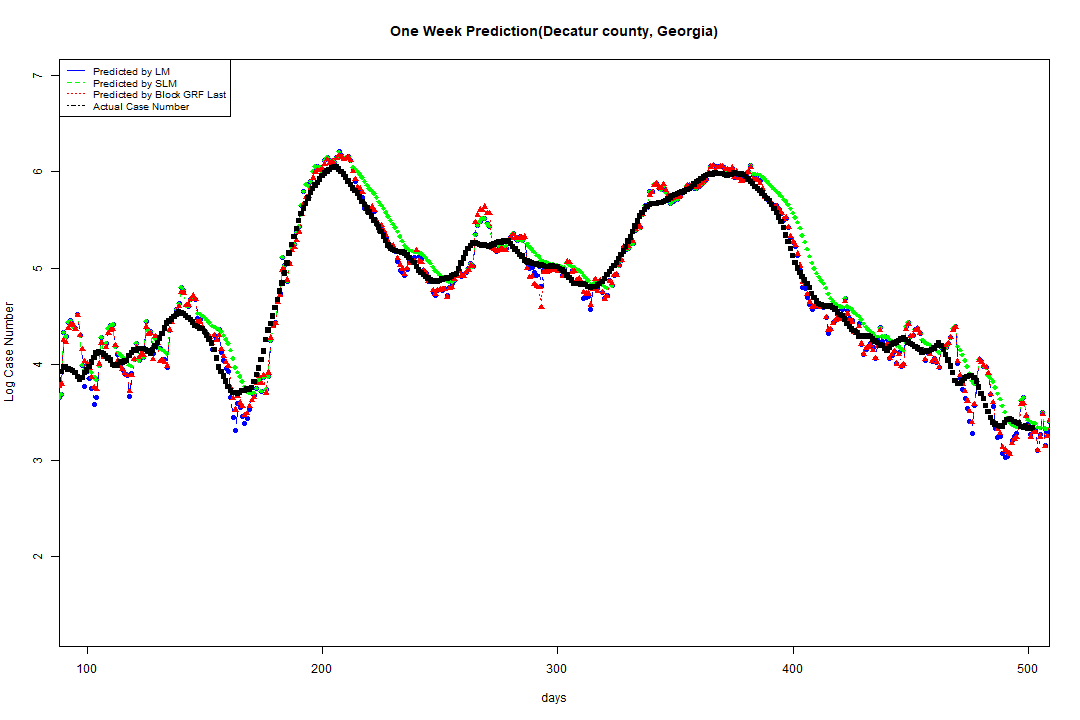 One Week Prediction(Decatur county, Georgia)
Predicted by LM
Predicted by SLM
Predicted by Block GRF Last
Actual Case Number
7
6
5
4
3
2
Log Case Number
100 200 300 400 500
days